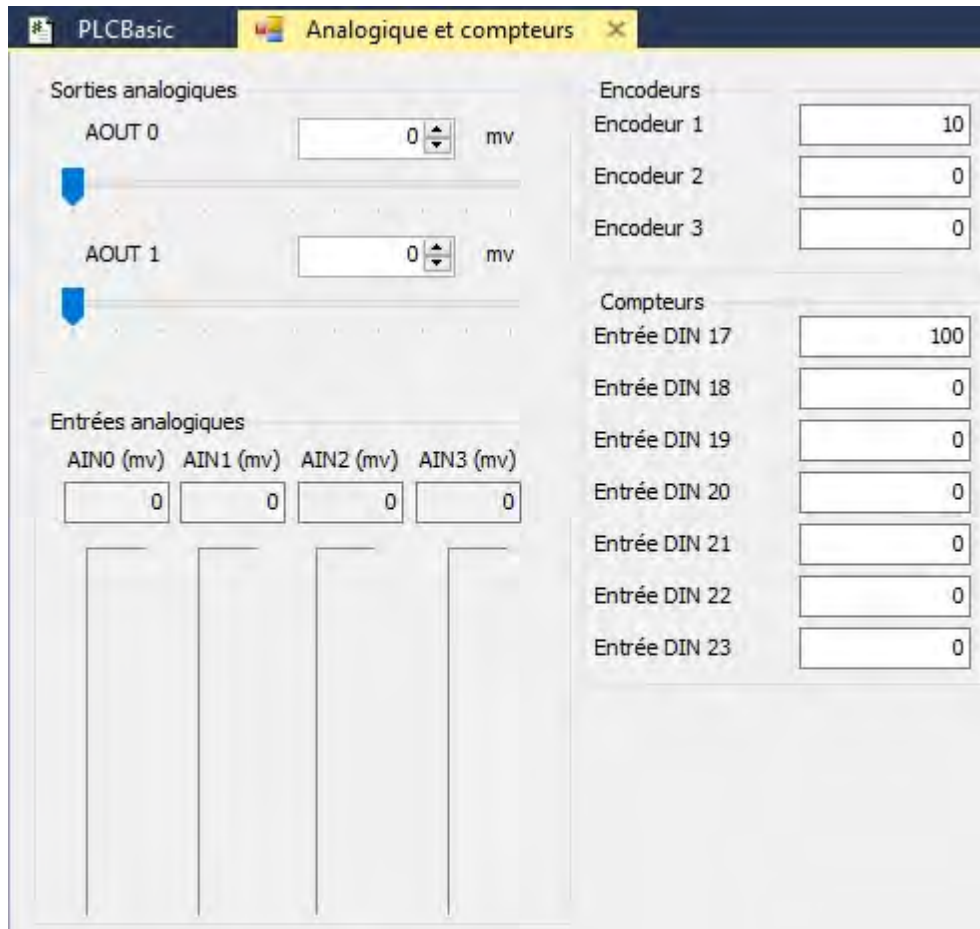 PLCBasic
Analogique et compteurs
Sorties analogiques
AOUT 0 0 mv
AOUT 1 0 mv
Entrées analogiques
AIN0 (mv) AIN1 (mv) AIN2 (mv) AIN3 (mv)
0 0 0 0
Encodeurs
Encodeur 1 10
Encodeur 2 0
Encodeur 3 0
Compteurs
Entrée DIN 17 100
Entrée DIN 18 0
Entrée DIN 19 0
Entrée DIN 20 0
Entrée DIN 21 0
Entrée DIN 22 0
Entrée DIN 23 0